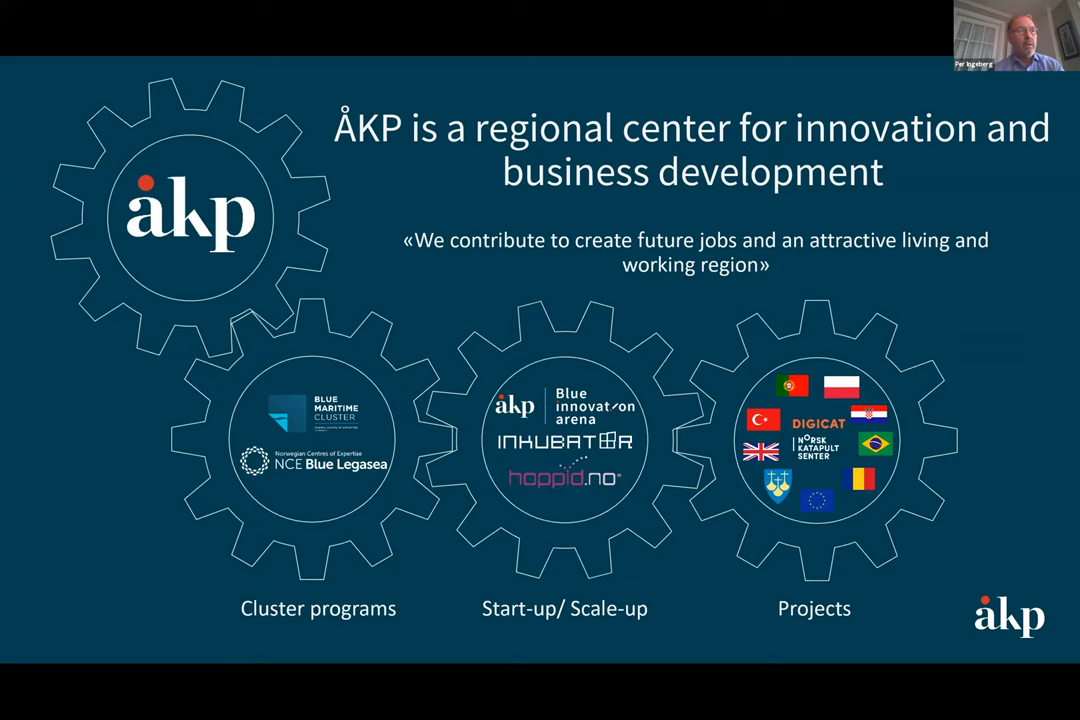 Per Ingeberg
åkp
ÅKP is a regional center for innovation and
business development
«We contribute to create future jobs and an attractive living and
working region»
BLUE
MARITIME
CLUSTER
Norwegian Centres of Expertise
NCE Blue Legasea
åkp
Blue
innovation
arena
INKUBATOR
hoppid.no
DIGICAT
NORSK
KATAPULT
SENTER
Cluster programs
Start-up/ Scale-up
Projects
åkp